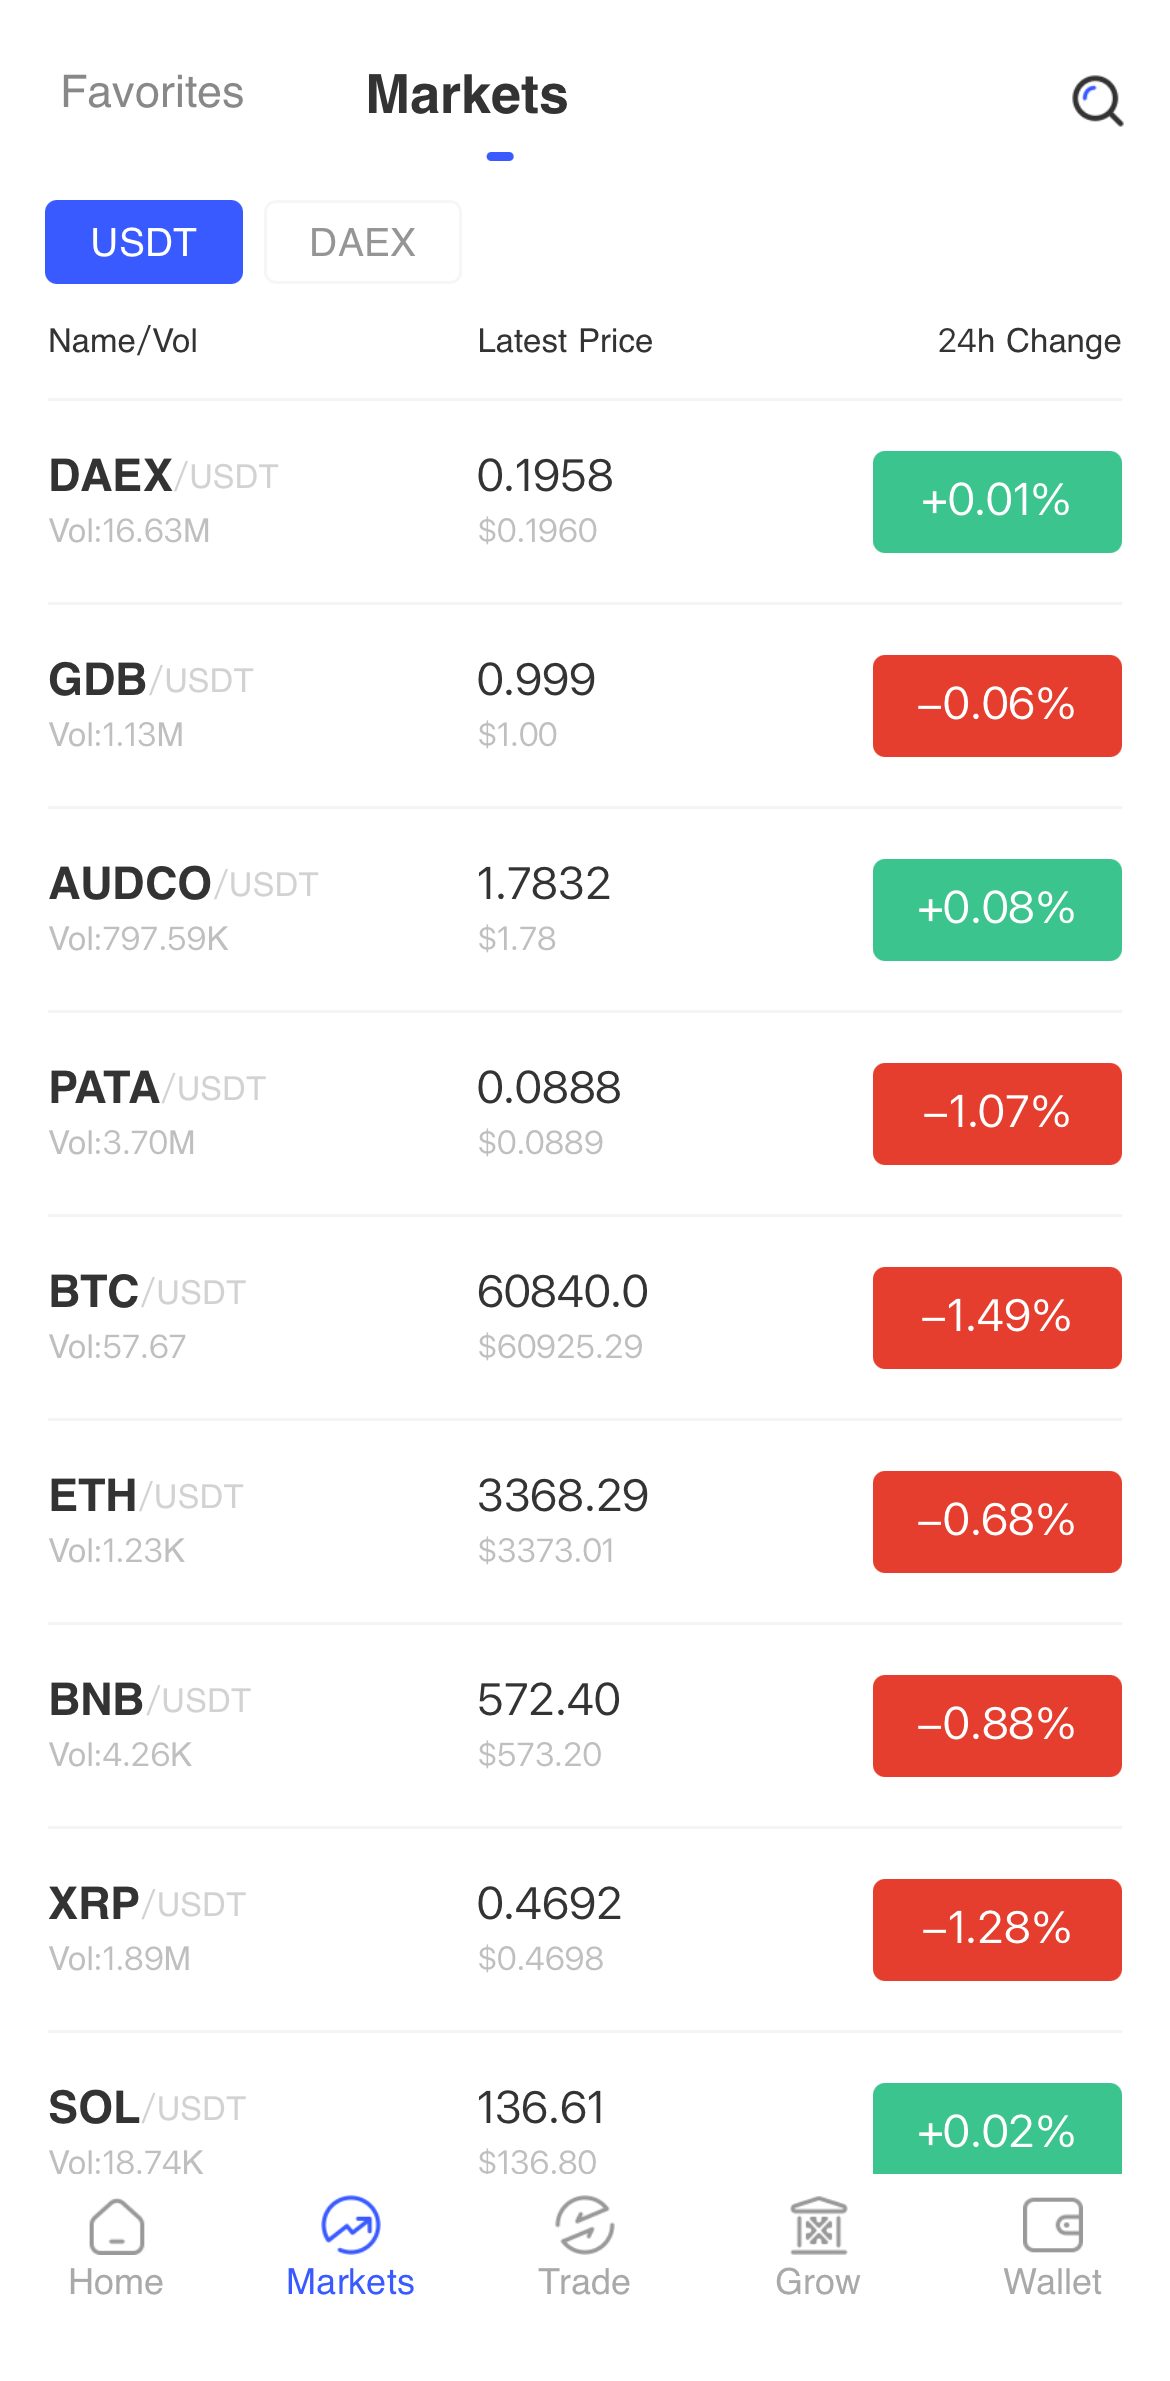 Favorites Markets
USDT DAEX
Name/Vol Latest Price 24h Change
DAEX/USDT 0.1958 +0.01%
Vol:16.63M $0.1960
GDB/USDT 0.999 –0.06%
Vol:1.13M $1.00
AUDCO/USDT 1.7832 +0.08%
Vol:797.59K $1.78
PATA/USDT 0.0888 –1.07%
Vol:3.70M $0.0889
BTC/USDT 60840.0 –1.49%
Vol:57.67 $60925.29
ETH/USDT 3368.29 –0.68%
Vol:1.23K $3373.01
BNB/USDT 572.40 –0.88%
Vol:4.26K $573.20
XRP/USDT 0.4692 –1.28%
Vol:1.89M $0.4698
SOL/USDT 136.61 +0.02%
Vol:18.74K $136.80
Home Markets Trade Grow Wallet